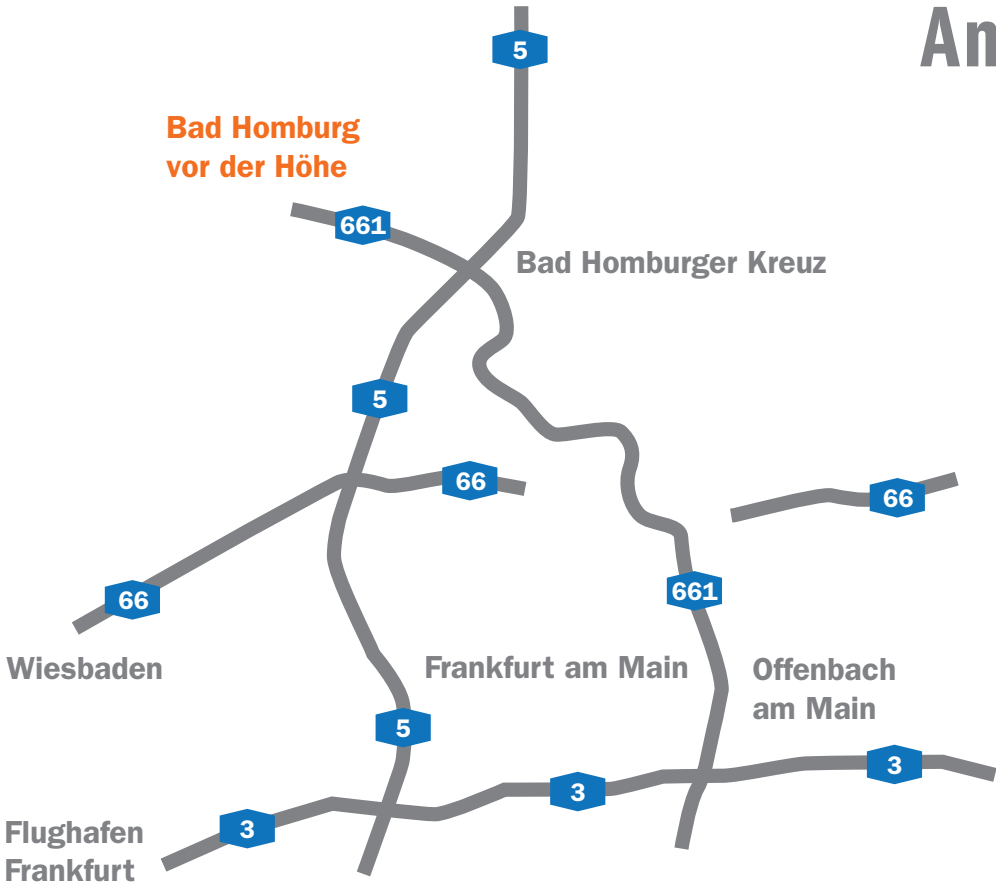 An
5
Bad Homburg
vor der Höhe
661
Bad Homburger Kreuz
5
66
66
66
661
Wiesbaden
Frankfurt am Main
Offenbach
am Main
5
3
3
3
Flughafen
Frankfurt